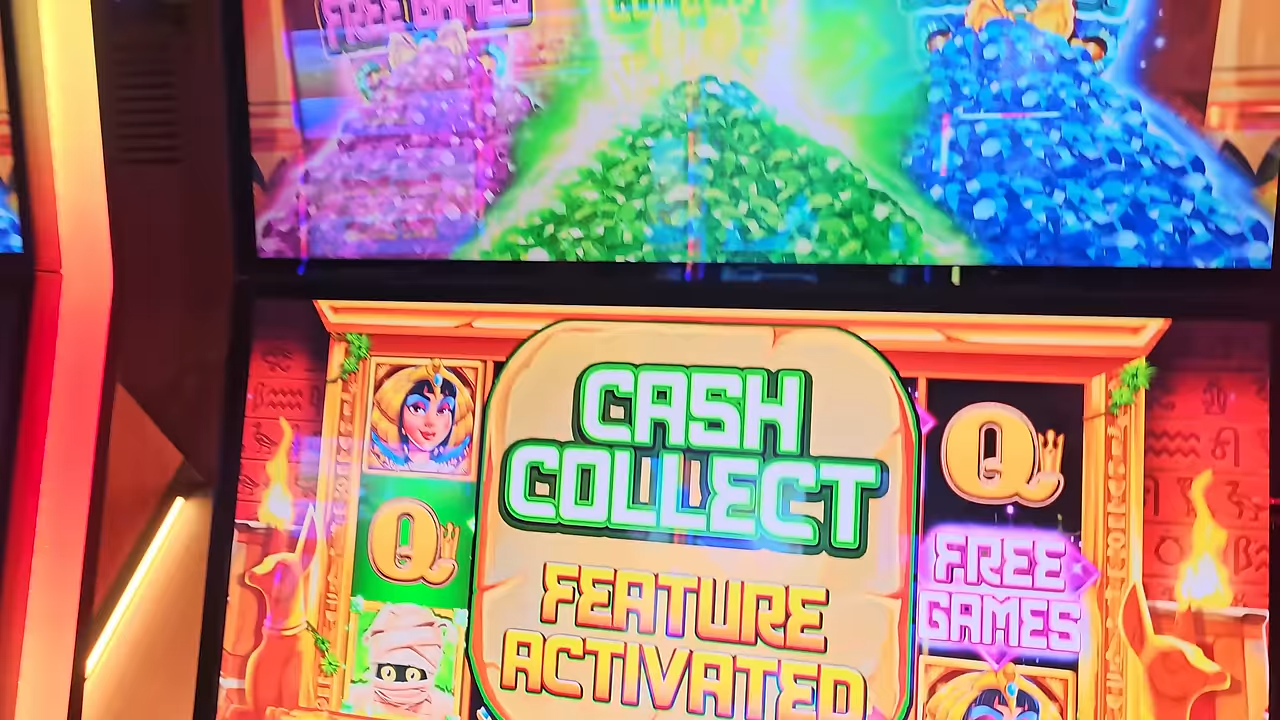 FREE GAMES
CASH
COLLECT
FEATURE
ACTIVATED
Q
Q
FREE
GAMES